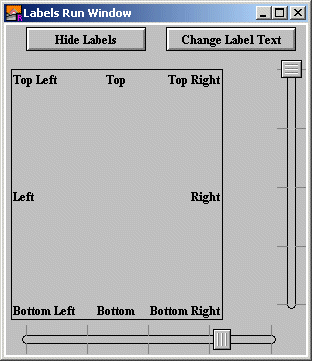 Labels Run Window
Hide Labels Change Label Text
Top Left Top Top Right
Left Right
Bottom Left Bottom Bottom Right